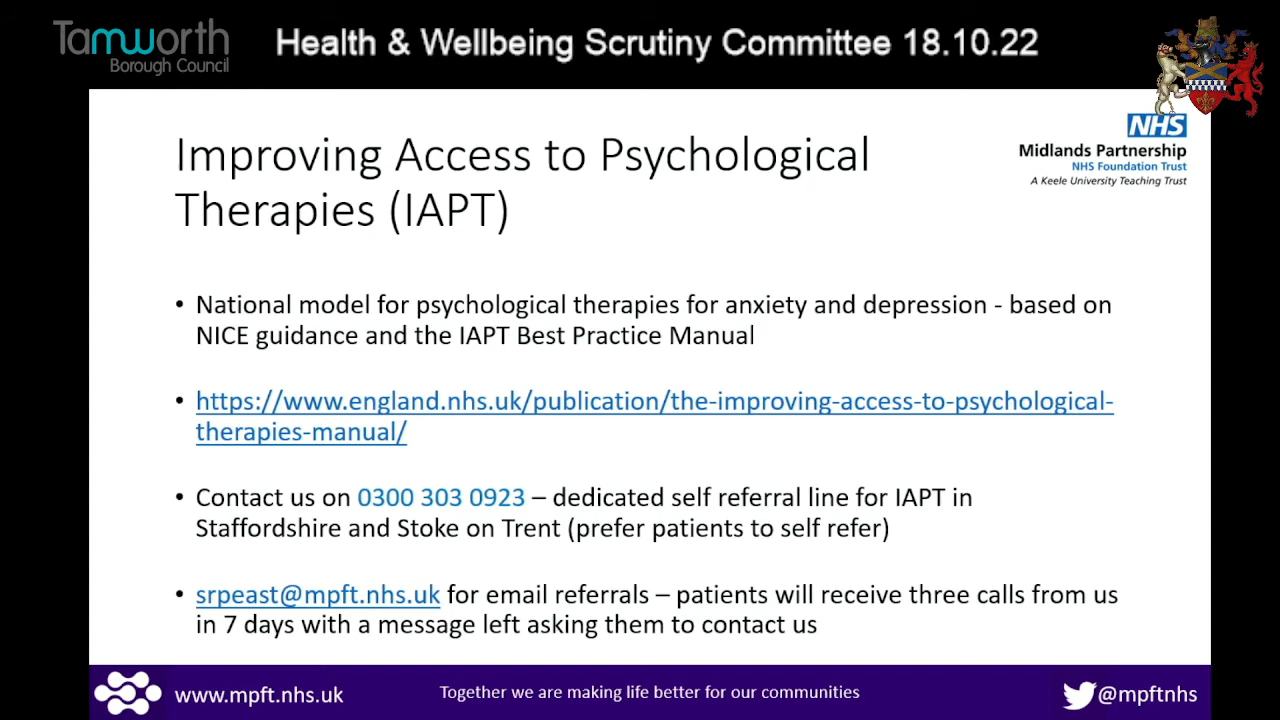 Tamworth
Borough Council
Health & Wellbeing Scrutiny Committee 18.10.22
NHS
Midlands Partnership
NHS Foundation Trust
A Keele University Teaching Trust
Improving Access to Psychological
Therapies (IAPT)
• National model for psychological therapies for anxiety and depression - based on
NICE guidance and the IAPT Best Practice Manual
• https://www.england.nhs.uk/publication/the-improving-access-to-psychological-
therapies-manual/
• Contact us on 0300 303 0923 – dedicated self referral line for IAPT in
Staffordshire and Stoke on Trent (prefer patients to self refer)
• srpeast@mpft.nhs.uk for email referrals – patients will receive three calls from us
in 7 days with a message left asking them to contact us
www.mpft.nhs.uk
Together we are making life better for our communities
@mpftnhs